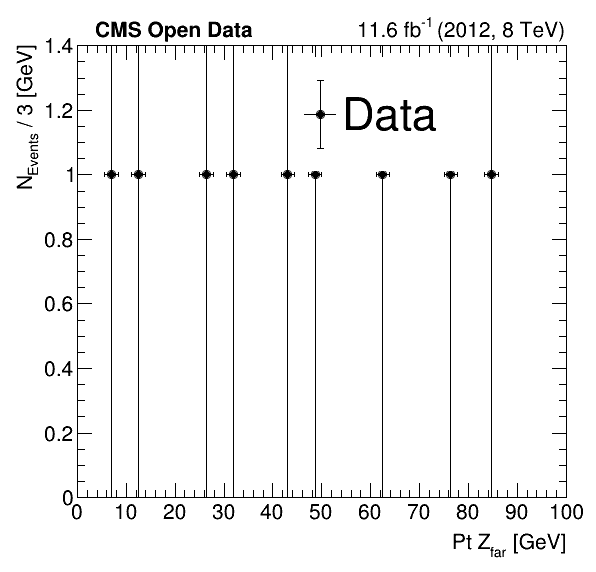 CMS Open Data 11.6 fb⁻¹ (2012, 8 TeV)
N_Events / 3 [GeV]
1.4
1.2
1
0.8
0.6
0.4
0.2
0
Data
0 10 20 30 40 50 60 70 80 90 100
Pt Z_far [GeV]